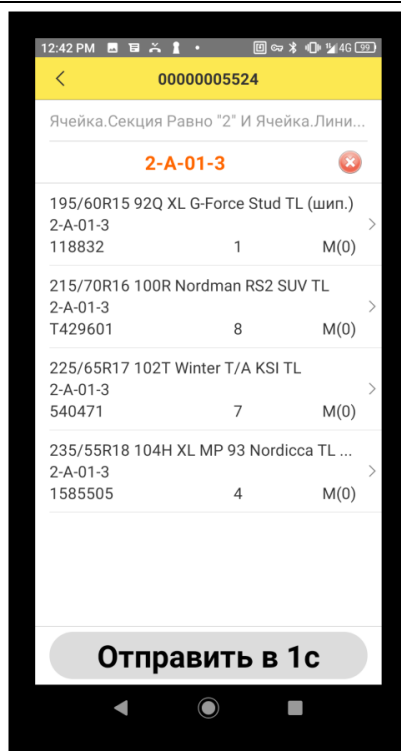 12:42 PM 4G 99
00000005524
Ячейка.Секция Равно "2" И Ячейка.Лини...
2-A-01-3
195/60R15 92Q XL G-Force Stud TL (шип.)
2-A-01-3
118832 1 M(0)
215/70R16 100R Nordman RS2 SUV TL
2-A-01-3
T429601 8 M(0)
225/65R17 102T Winter T/A KSI TL
2-A-01-3
540471 7 M(0)
235/55R18 104H XL MP 93 Nordicca TL ...
2-A-01-3
1585505 4 M(0)
Отправить в 1с